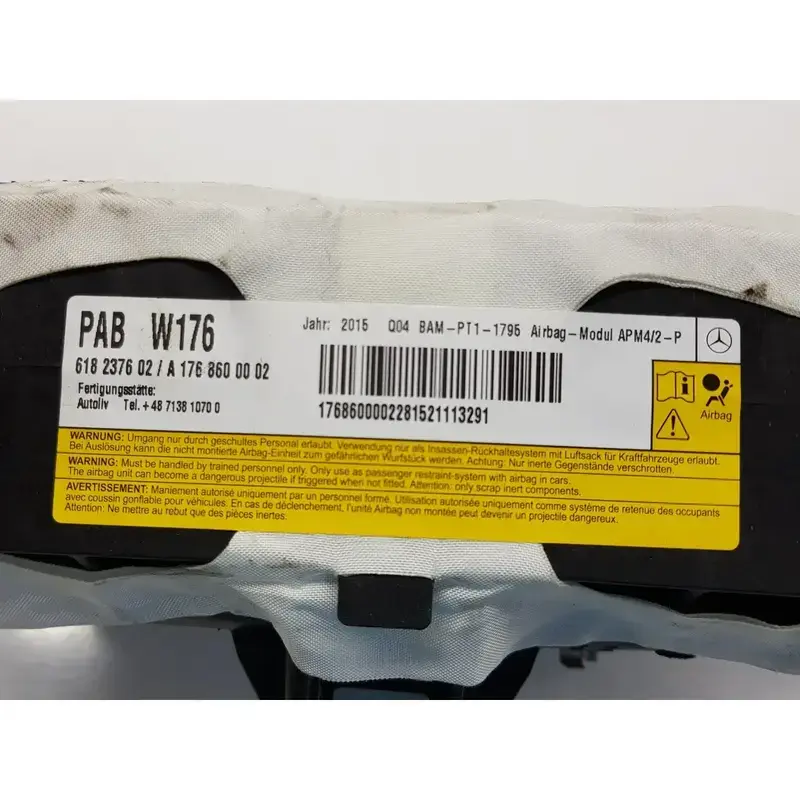 PAB W176
Jahr: 2015 Q04 BAM-PT1-1795 Airbag-Modul APM4/2-P
618 2376 02 / A 176 860 00 02
Fertigungsstätte:
Autoliv Tel. +48 71381070 0
1768600002281521113291
Airbag
WARNUNG: Umgang nur durch geschultes Personal erlaubt. Verwendung nur als Insassen-Rückhaltesystem mit Luftsack für Kraftfahrzeuge erlaubt.
Bei Auslösung kann die nicht montierte Airbag-Einheit zum gefährlichen Wurfstück werden. Achtung: Nur inerte Gegenstände verschrotten.
WARNING: Must be handled by trained personnel only. Only use as passenger restraint-system with airbag in cars.
The airbag unit can become a dangerous projectile if triggered when not fitted. Attention: only scrap inert components.
AVERTISSEMENT: Maniement autorisé uniquement par un personnel formé. Utilisation autorisée uniquement comme système de retenue des occupants
avec coussin gonflable pour véhicules. En cas de déclenchement, l'unité Airbag non montée peut devenir un projectile dangereux.
Attention: Ne mettre au rebut que des pièces inertes.